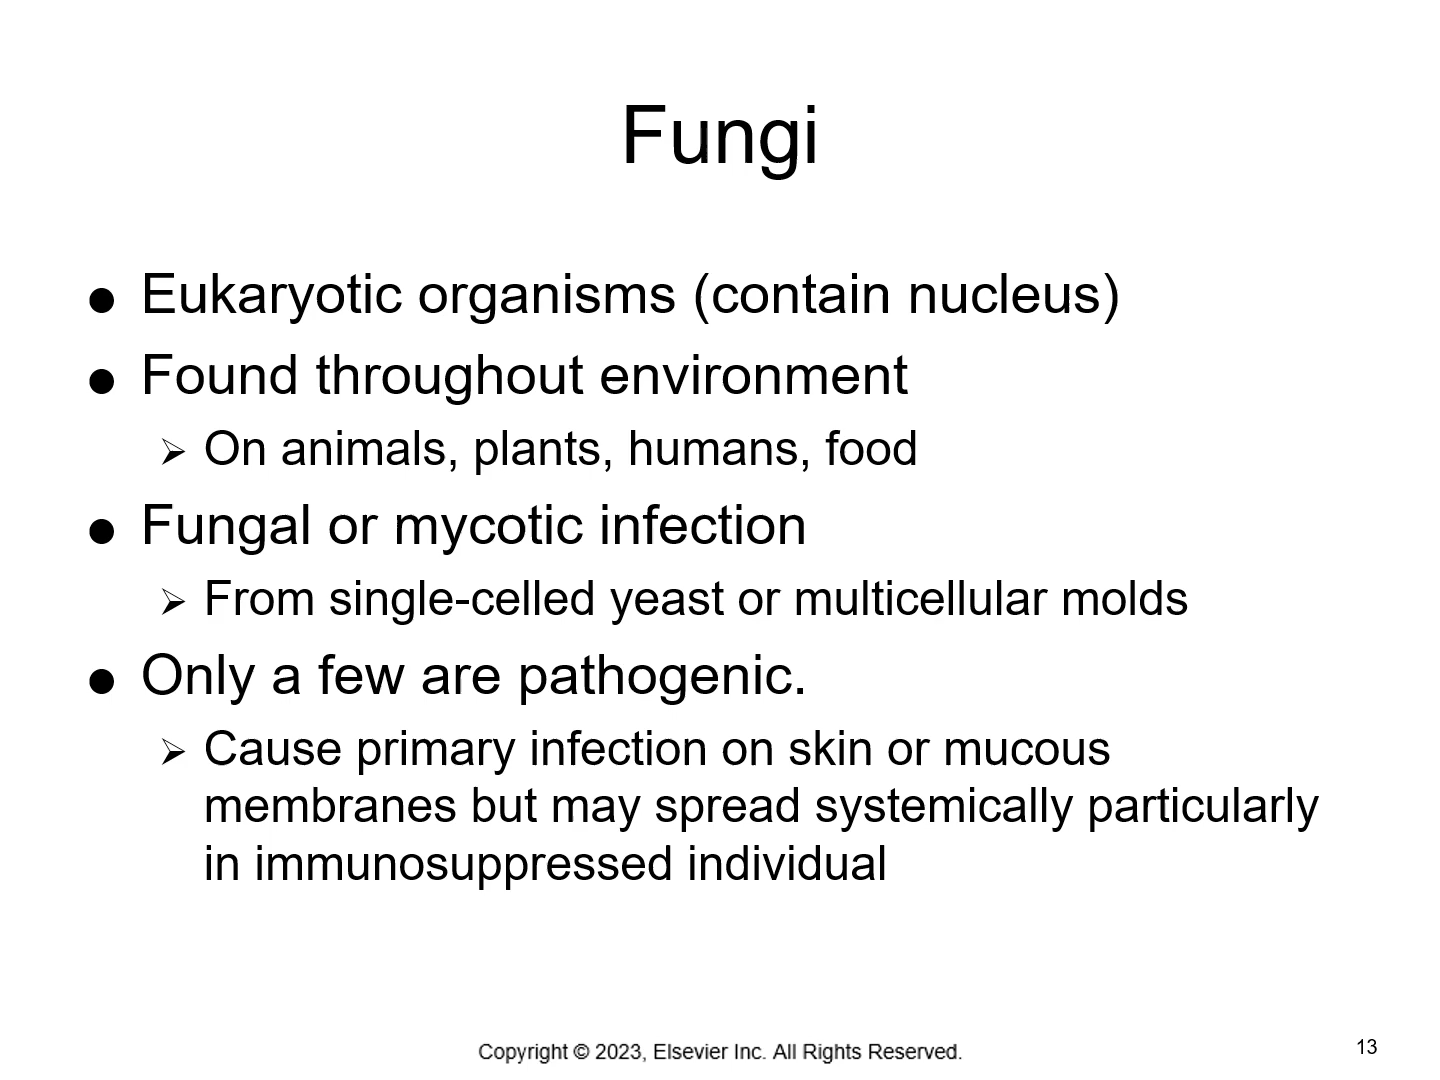 Fungi
● Eukaryotic organisms (contain nucleus)
● Found throughout environment
➢ On animals, plants, humans, food
● Fungal or mycotic infection
➢ From single-celled yeast or multicellular molds
● Only a few are pathogenic.
➢ Cause primary infection on skin or mucous
membranes but may spread systemically particularly
in immunosuppressed individual
Copyright © 2023, Elsevier Inc. All Rights Reserved.
13